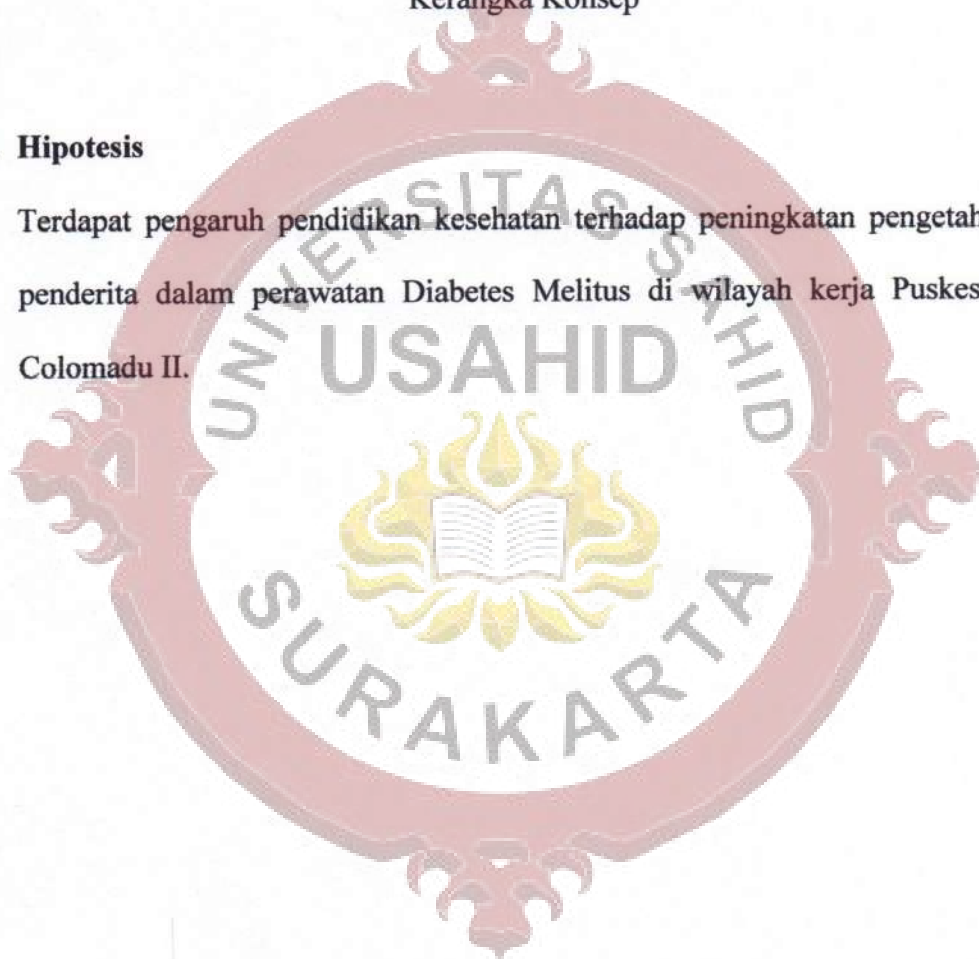 Kerangka Konsep
Hipotesis
Terdapat pengaruh pendidikan kesehatan terhadap peningkatan pengetah
penderita dalam perawatan Diabetes Melitus di wilayah kerja Puskes
Colomadu II.
UNIVERSITAS SAHID
USAHID
SURAKARTA